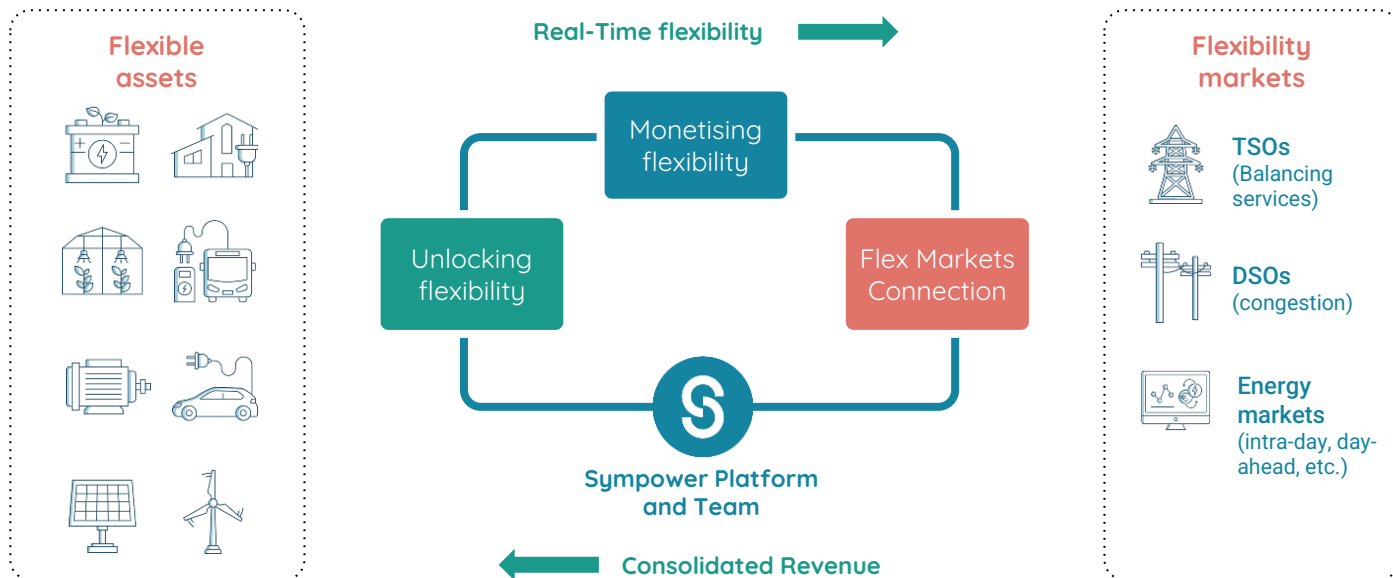 Flexible
assets
Real-Time flexibility
Monetising
flexibility
Unlocking
flexibility
Flex Markets
Connection
Sympower Platform
and Team
Consolidated Revenue
Flexibility
markets
TSOs
(Balancing
services)
DSOs
(congestion)
Energy
markets
(intra-day, day-
ahead, etc.)